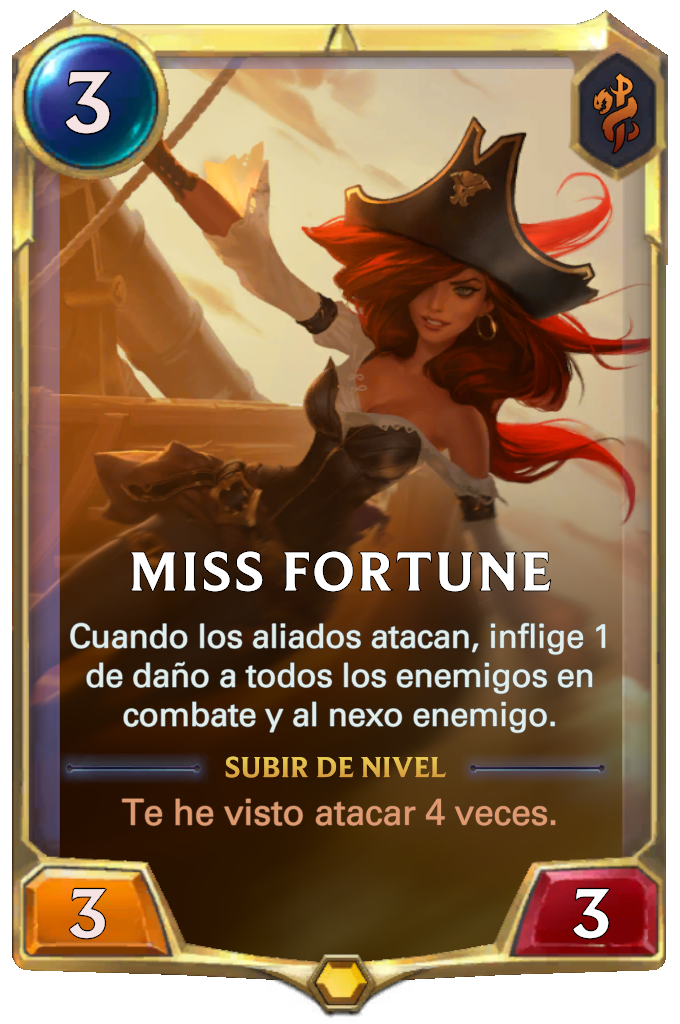 3
MISS FORTUNE
Cuando los aliados atacan, inflige 1
de daño a todos los enemigos en
combate y al nexo enemigo.
SUBIR DE NIVEL
Te he visto atacar 4 veces.
3 3